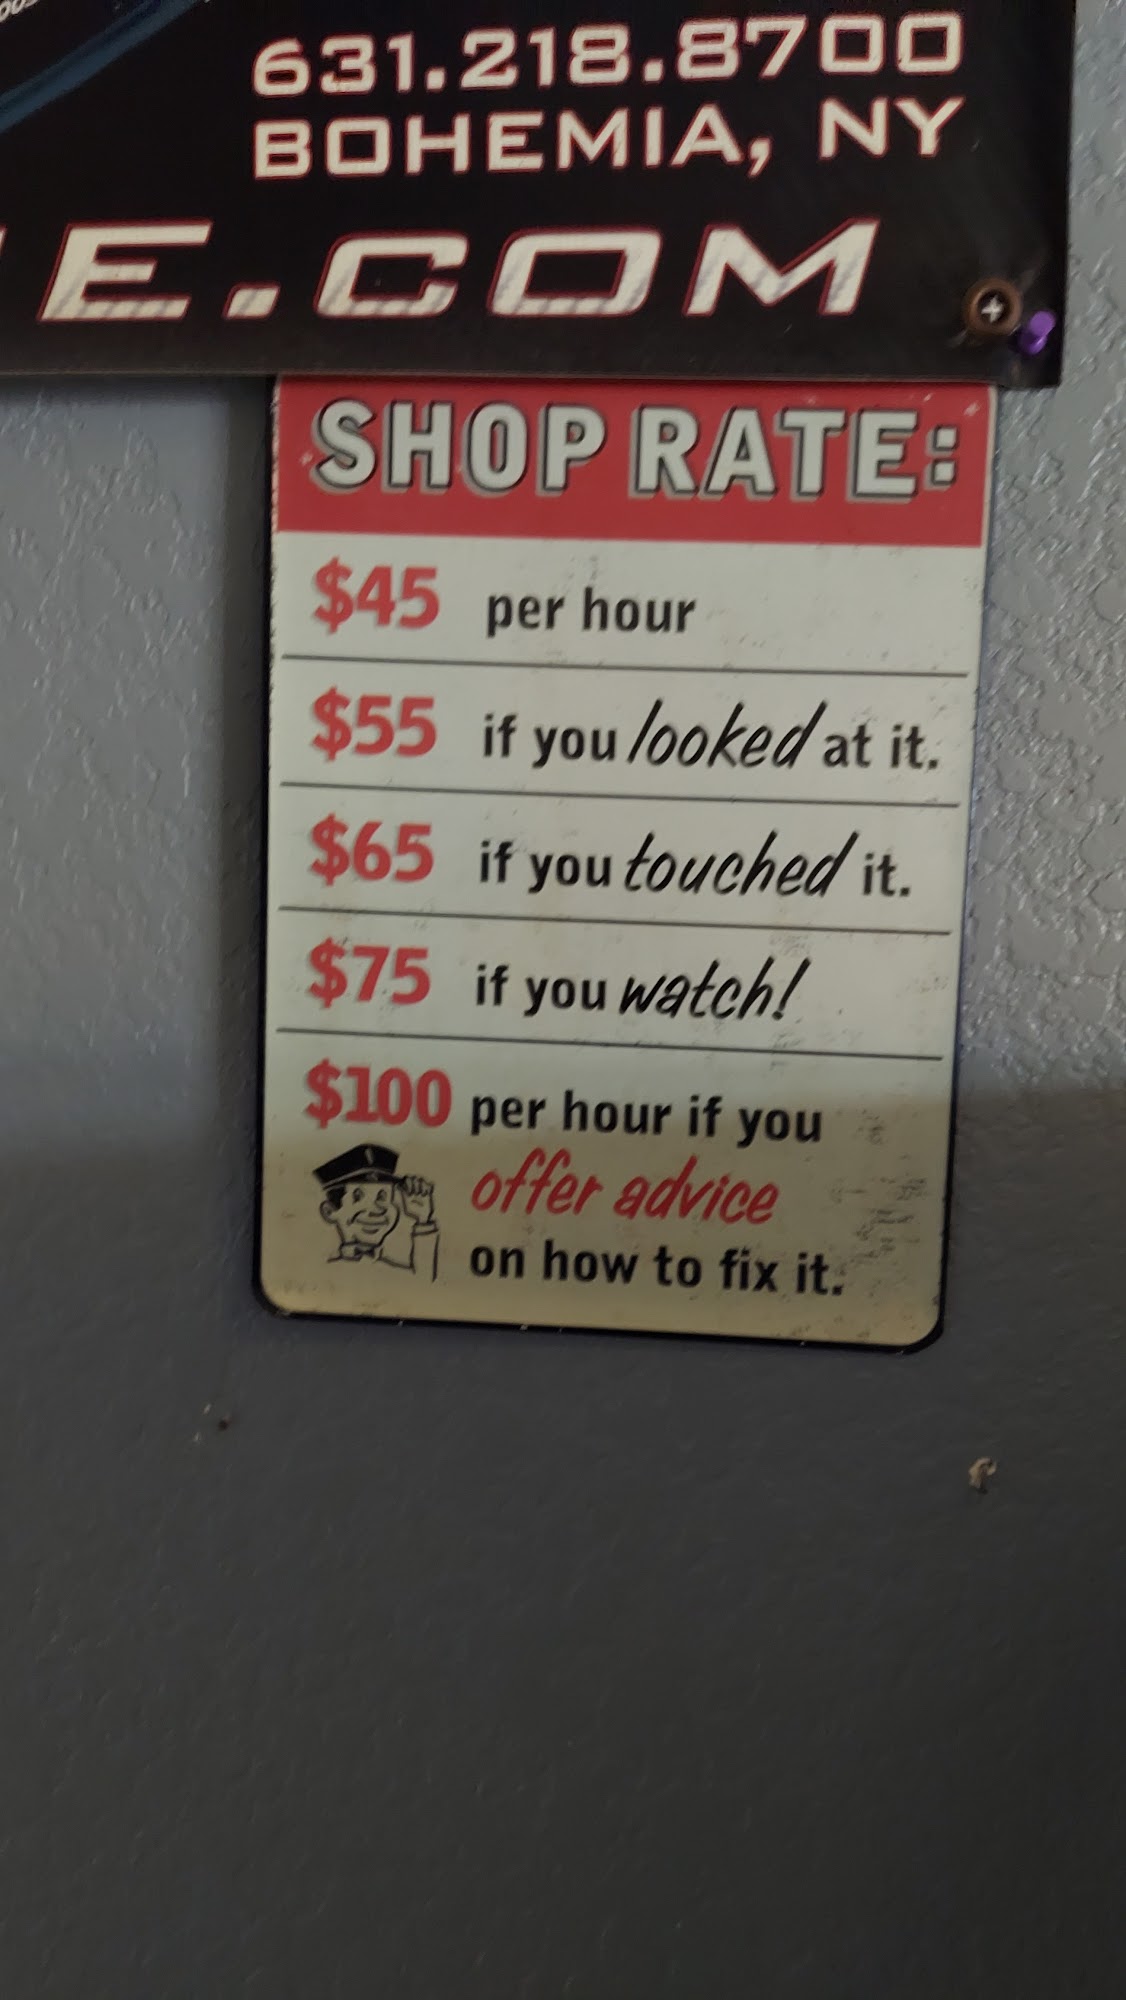 631.218.8700
BOHEMIA, NY
E.COM
SHOP RATE:
$45 per hour
$55 if you looked at it.
$65 if you touched it.
$75 if you watch!
$100 per hour if you
offer advice
on how to fix it.